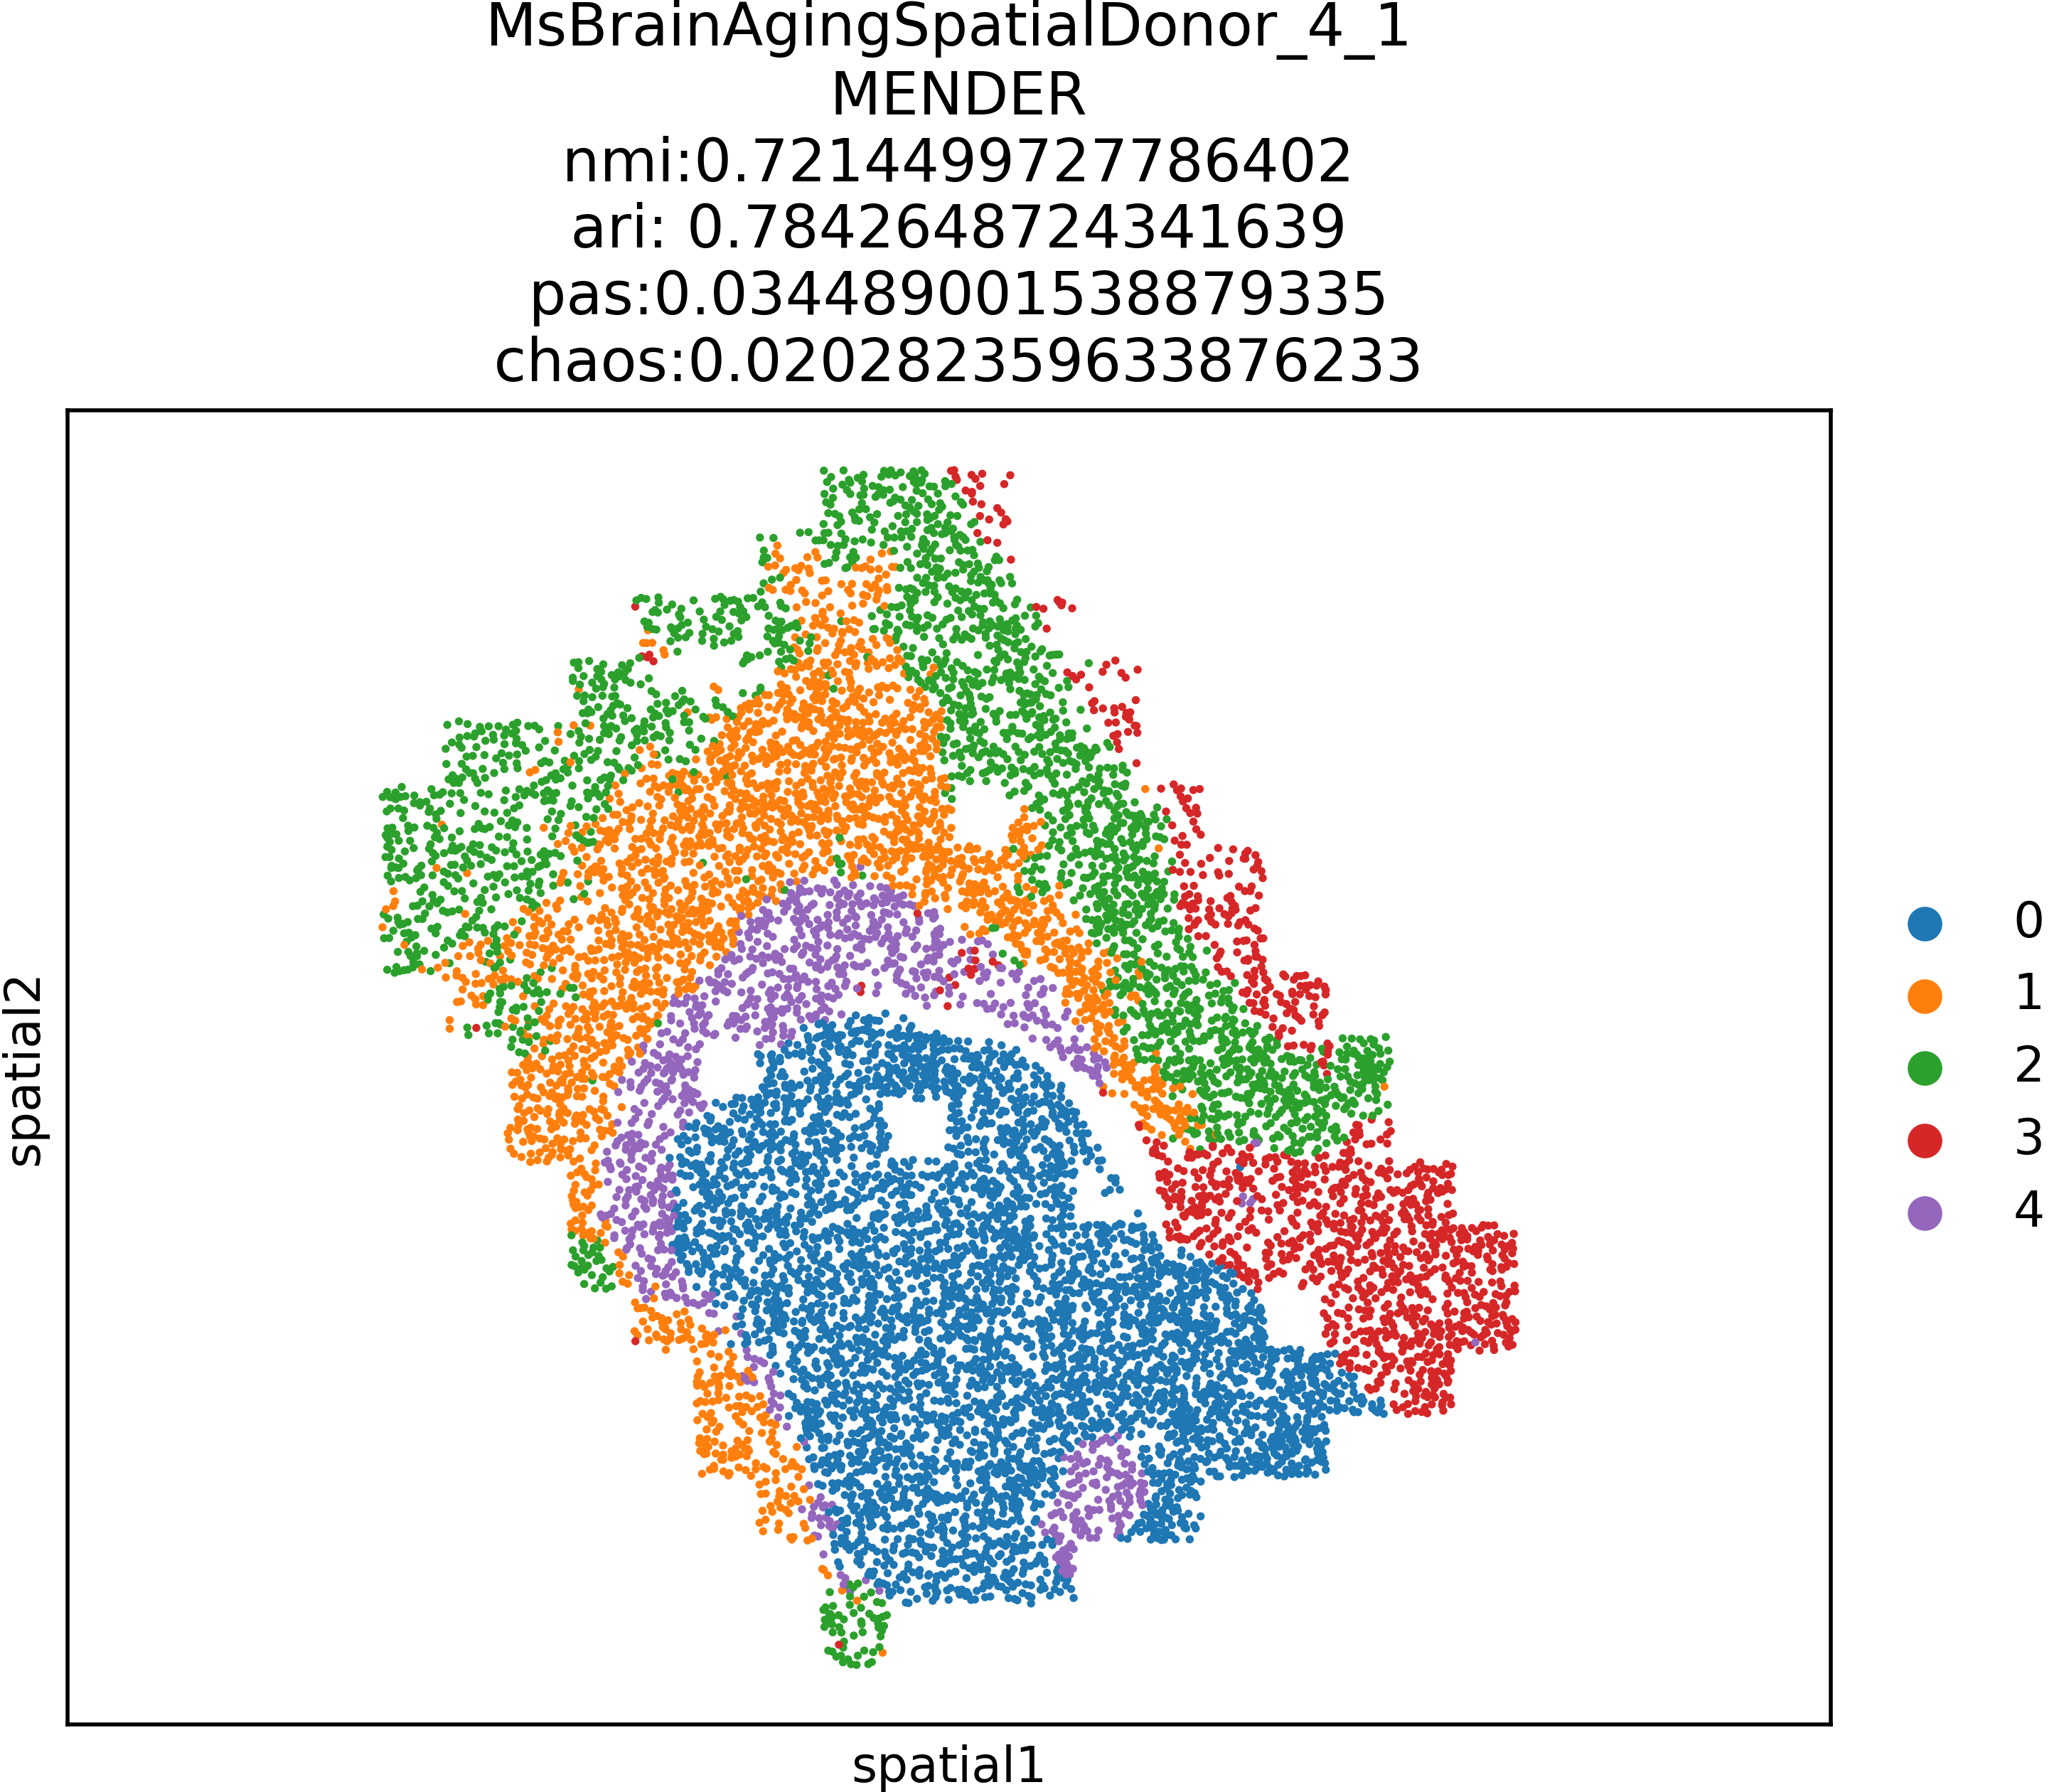 MsBrainAgingSpatialDonor_4_1
MENDER
nmi:0.7214499727786402
ari: 0.7842648724341639
pas:0.034489001538879335
chaos:0.020282359633876233
spatial2
0
1
2
3
4
spatial1